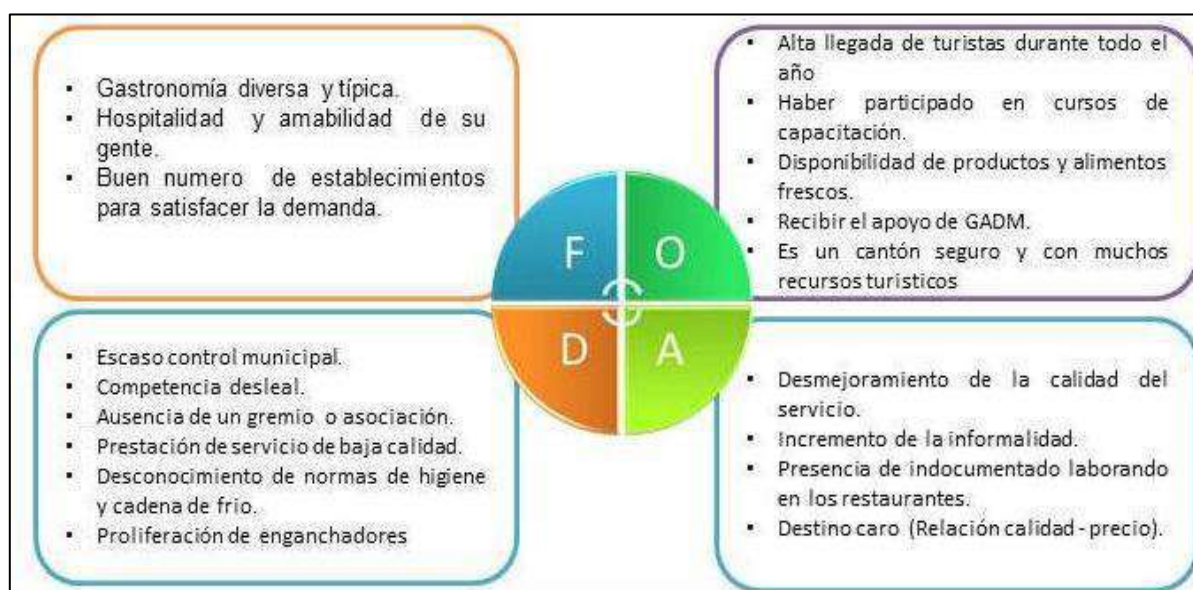 • Gastronomía diversa y típica.
• Hospitalidad y amabilidad de su
gente.
• Buen numero de establecimientos
para satisfacer la demanda.
• Alta llegada de turistas durante todo el
año
• Haber participado en cursos de
capacitación.
• Disponibilidad de productos y alimentos
frescos.
• Recibir el apoyo de GADM.
• Es un cantón seguro y con muchos
recursos turísticos
F O
D A
• Escaso control municipal.
• Competencia desleal.
• Ausencia de un gremio o asociación.
• Prestación de servicio de baja calidad.
• Desconocimiento de normas de higiene
y cadena de frio.
• Proliferación de enganchadores
• Desmejoramiento de la calidad del
servicio.
• Incremento de la informalidad.
• Presencia de indocumentado laborando
en los restaurantes.
• Destino caro (Relación calidad - precio).